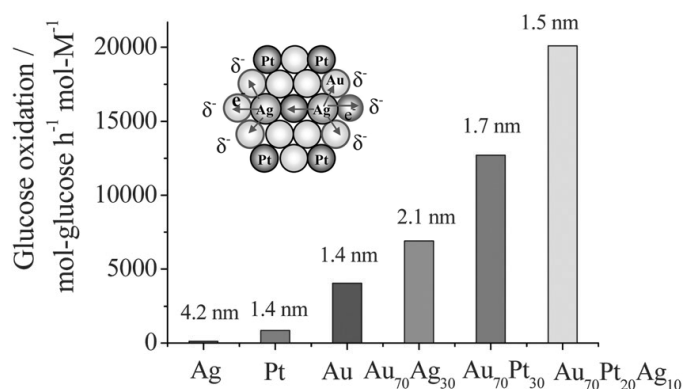 Glucose oxidation /
mol-glucose h⁻¹ mol-M⁻¹
20000
15000
10000
5000
0
4.2 nm
1.4 nm
1.4 nm
2.1 nm
1.7 nm
1.5 nm
Ag
Pt
Au
Au₇₀Ag₃₀
Au₇₀Pt₃₀
Au₇₀Pt₂₀Ag₁₀
Pt Pt
δ⁻ Au δ⁻
δ⁻ e Ag Ag e δ⁻
δ⁻ δ⁻
Pt Pt